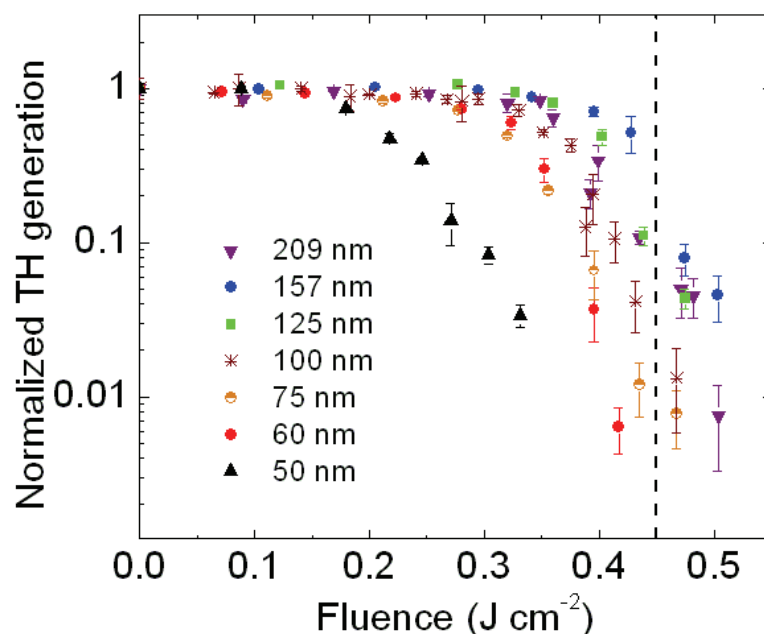 Normalized TH generation
1
0.1
0.01
209 nm
157 nm
125 nm
100 nm
75 nm
60 nm
50 nm
0.0 0.1 0.2 0.3 0.4 0.5
Fluence (J cm⁻²)